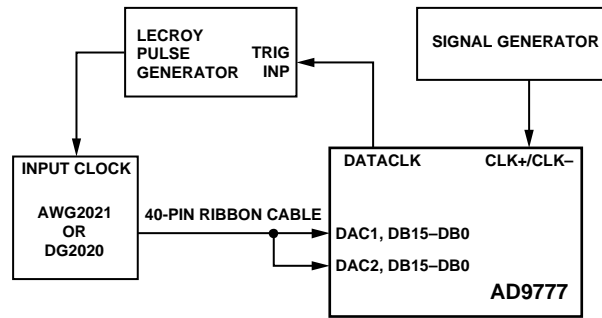 LECROY
PULSE
GENERATOR
TRIG
INP
SIGNAL GENERATOR
INPUT CLOCK
AWG2021
OR
DG2020
40-PIN RIBBON CABLE
DATACLK
CLK+/CLK–
DAC1, DB15–DB0
DAC2, DB15–DB0
AD9777